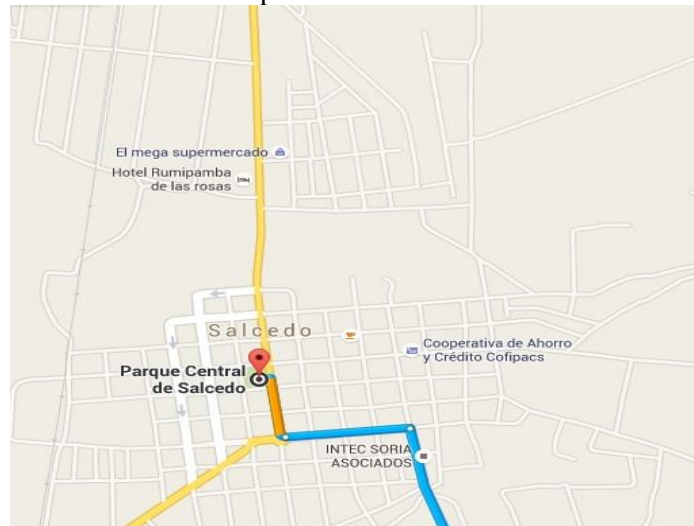 El mega supermercado
Hotel Rumipamba
de las rosas
Salcedo
Cooperativa de Ahorro
y Crédito Cofipacs
Parque Central
de Salcedo
INTEC SORIA
ASOCIADOS